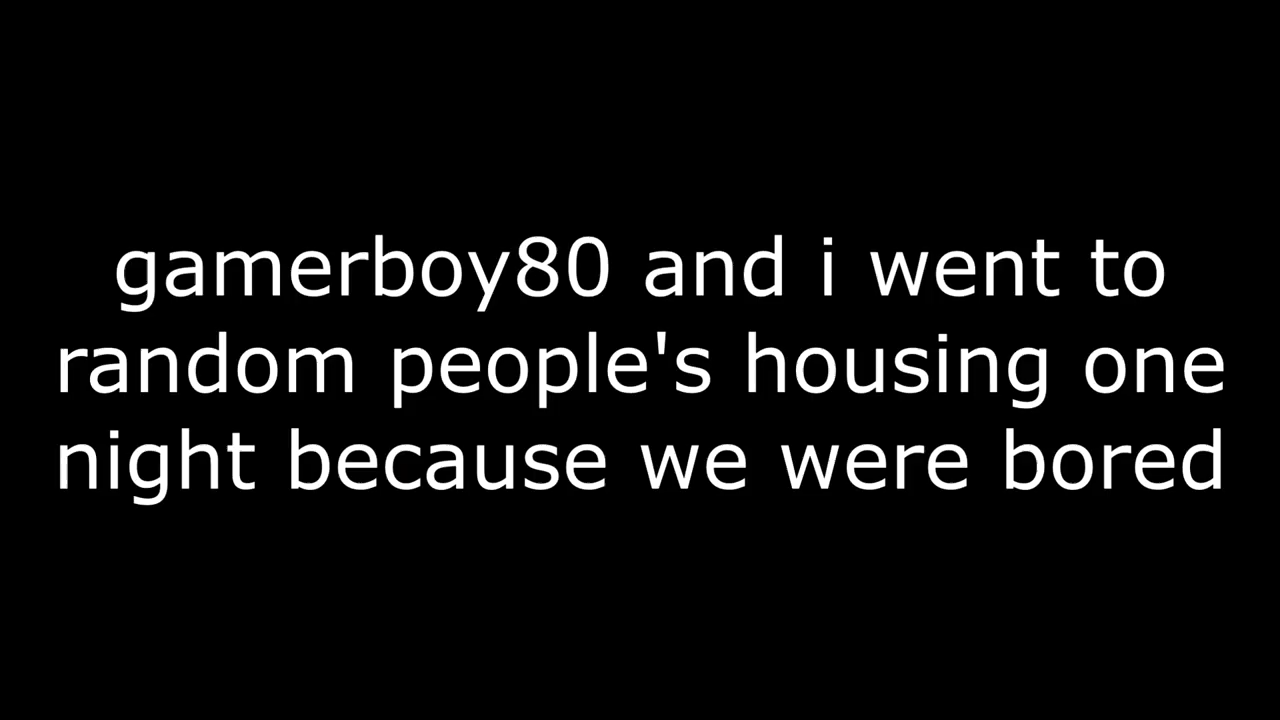 gamerboy80 and i went to
random people's housing one
night because we were bored